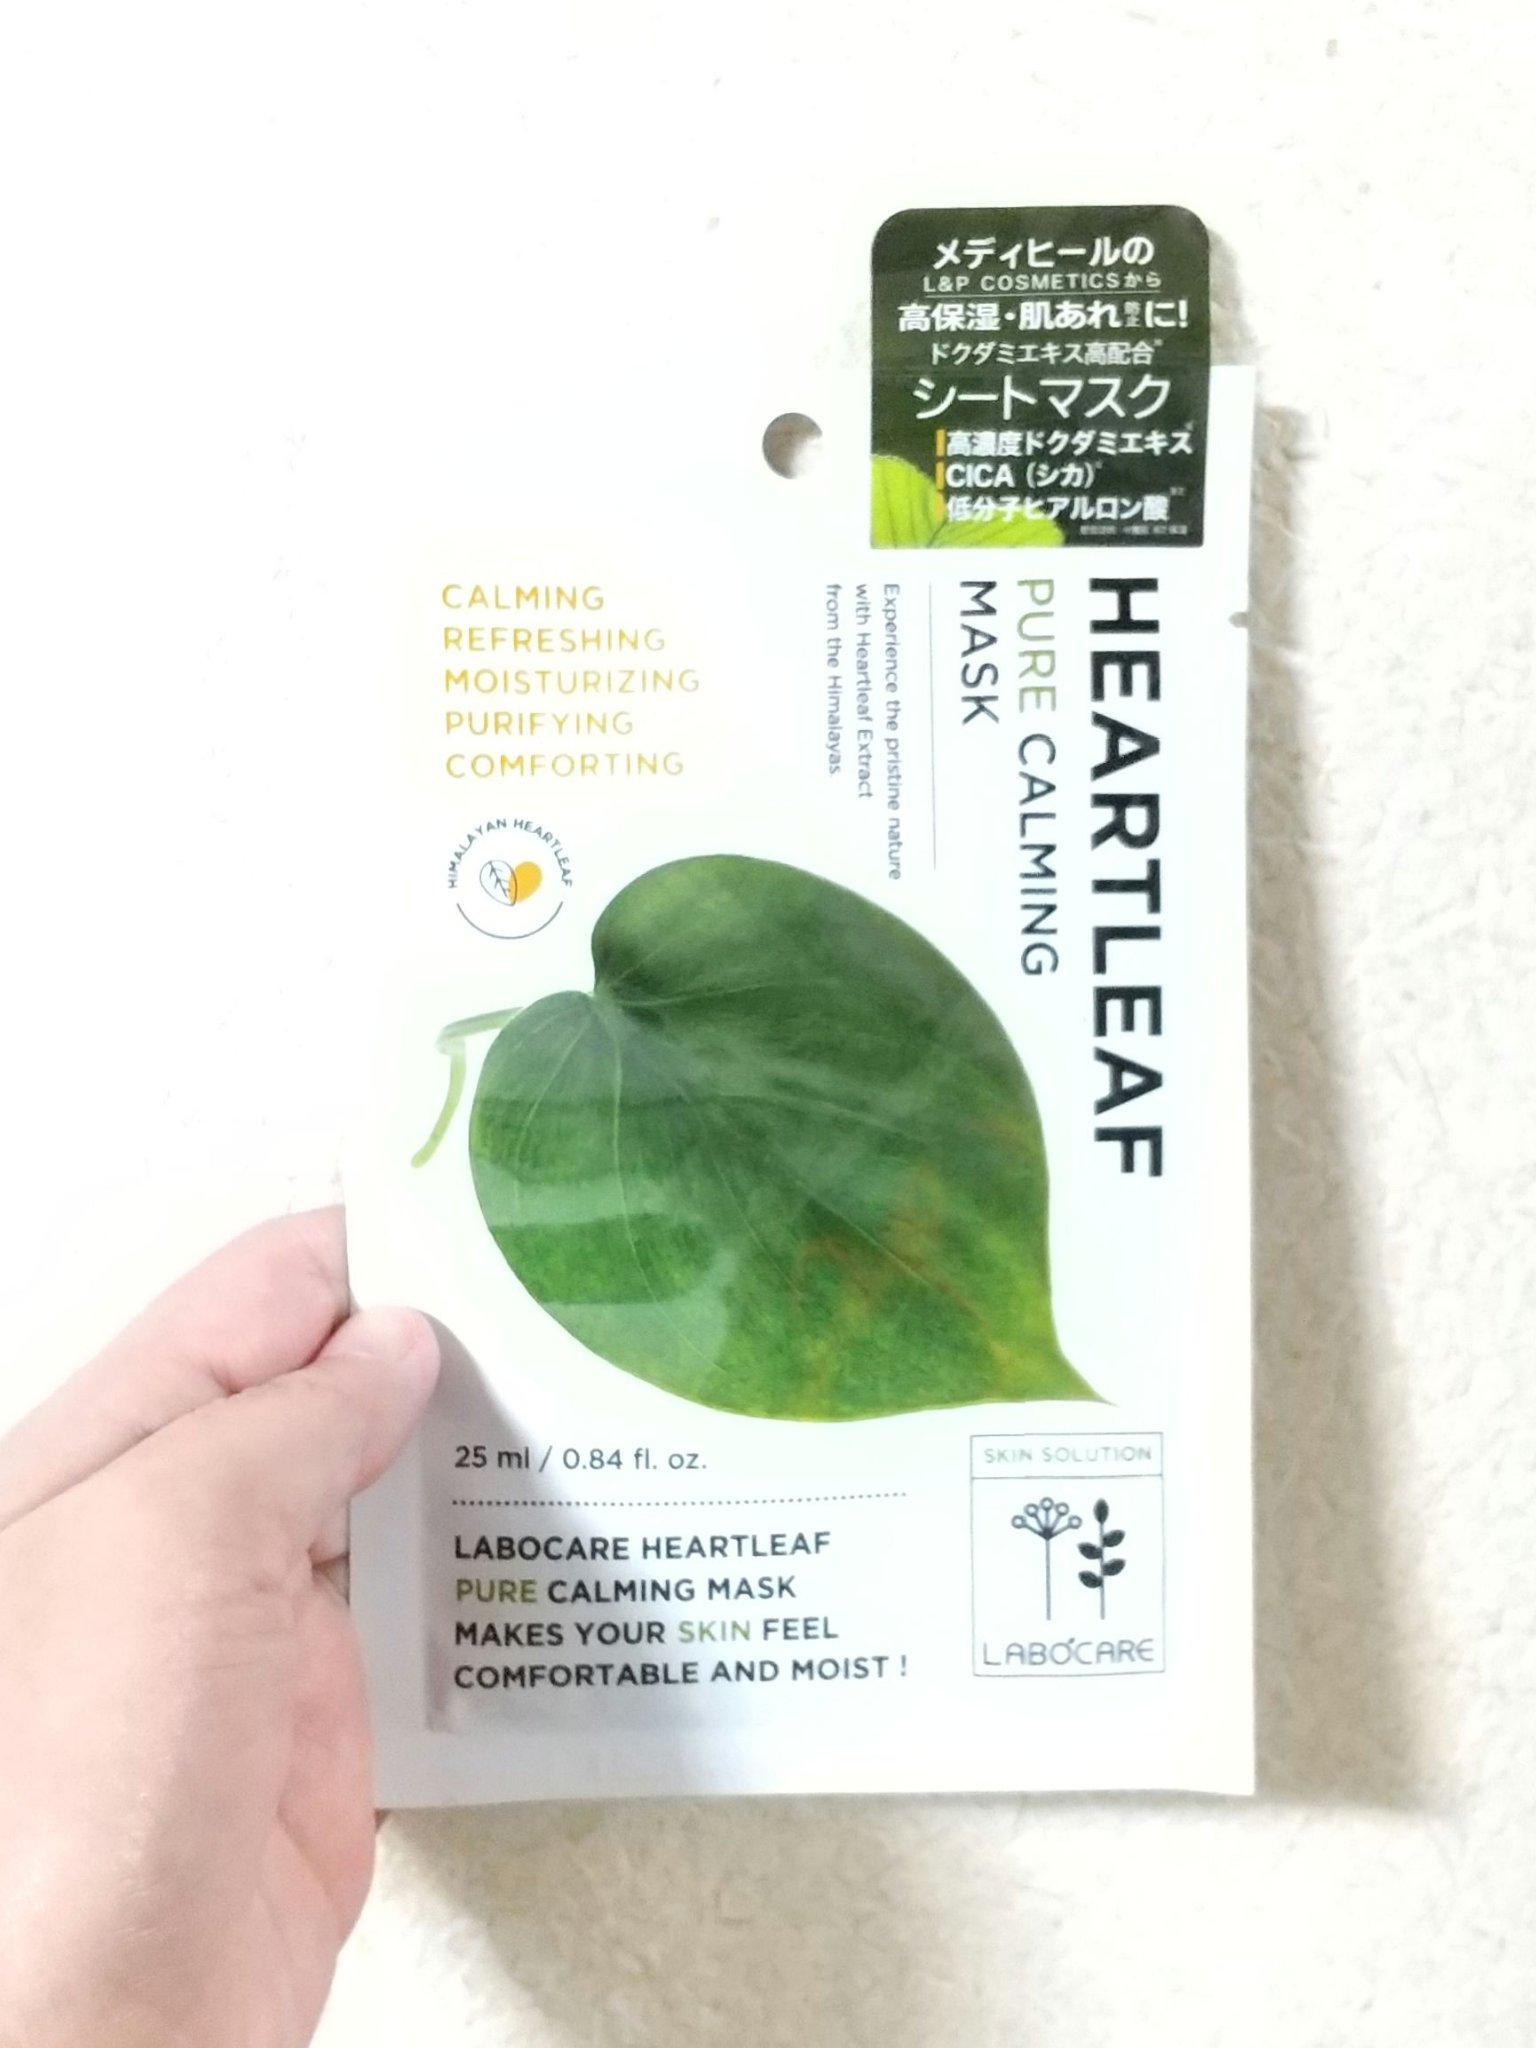 メディヒールの
L&P COSMETICSから
高保湿・肌あれ防止に!
ドクダミエキス高配合※
シートマスク
高濃度ドクダミエキス
CICA (シカ)
低分子ヒアルロン酸
HEARTLEAF
PURE CALMING
MASK
Experience the pristine nature
with Heartleaf Extract
from the Himalayas.
CALMING
REFRESHING
MOISTURIZING
PURIFYING
COMFORTING
HIMALAYAN HEARTLEAF
25 ml / 0.84 fl. oz.
LABOCARE HEARTLEAF
PURE CALMING MASK
MAKES YOUR SKIN FEEL
COMFORTABLE AND MOIST !
SKIN SOLUTION
LABOCARE